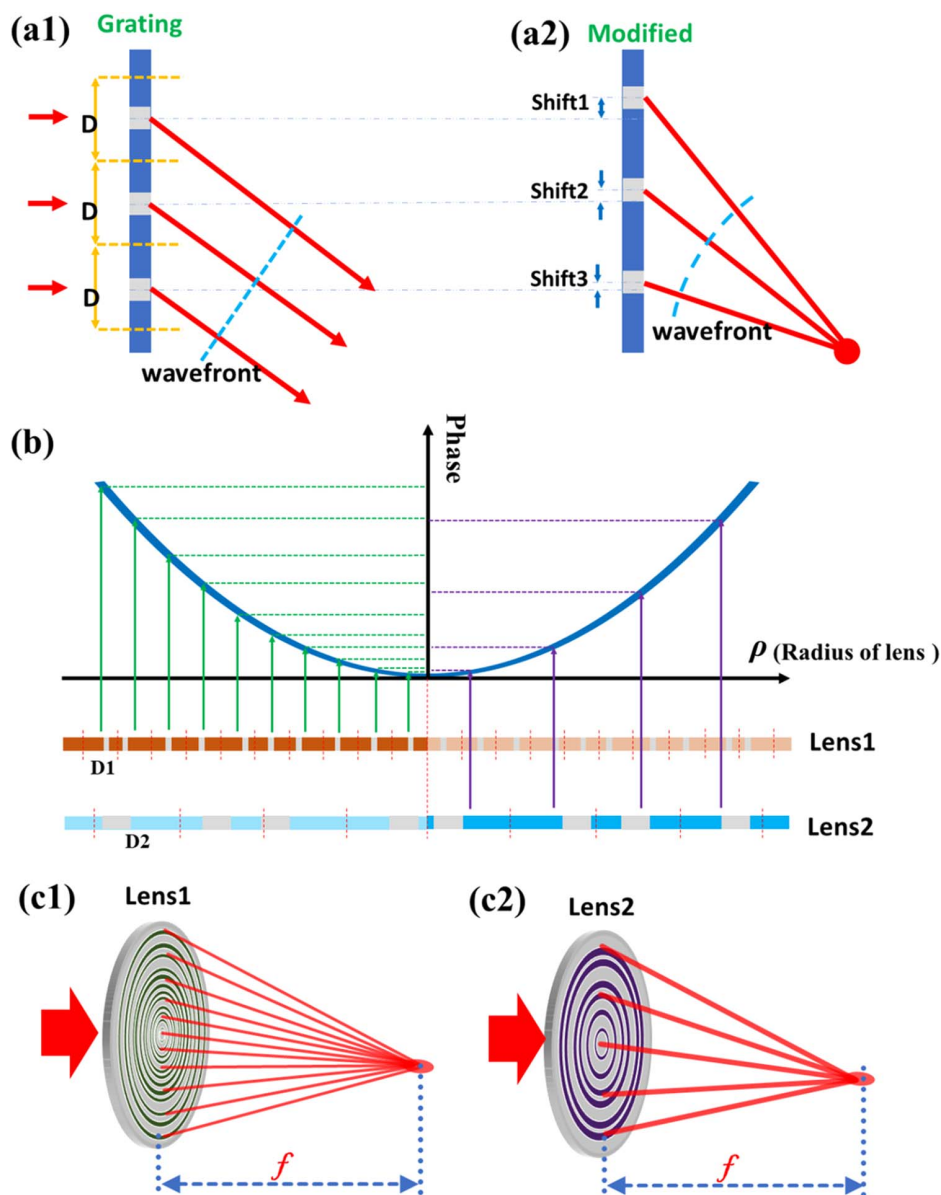 (a1)
Grating
(a2)
Modified
D
D
D
wavefront
Shift1
Shift2
Shift3
wavefront
(b)
Phase
ρ (Radius of lens )
Lens1
D1
Lens2
D2
(c1)
Lens1
(c2)
Lens2
f
f